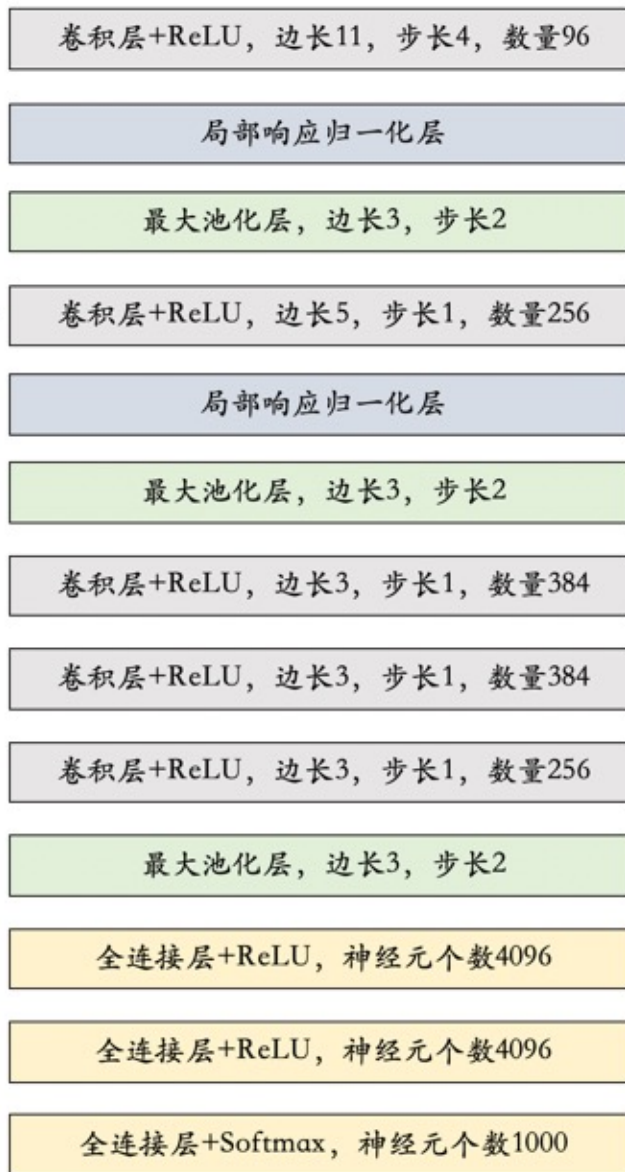 卷积层+ReLU，边长11，步长4，数量96
局部响应归一化层
最大池化层，边长3，步长2
卷积层+ReLU，边长5，步长1，数量256
局部响应归一化层
最大池化层，边长3，步长2
卷积层+ReLU，边长3，步长1，数量384
卷积层+ReLU，边长3，步长1，数量384
卷积层+ReLU，边长3，步长1，数量256
最大池化层，边长3，步长2
全连接层+ReLU，神经元个数4096
全连接层+ReLU，神经元个数4096
全连接层+Softmax，神经元个数1000